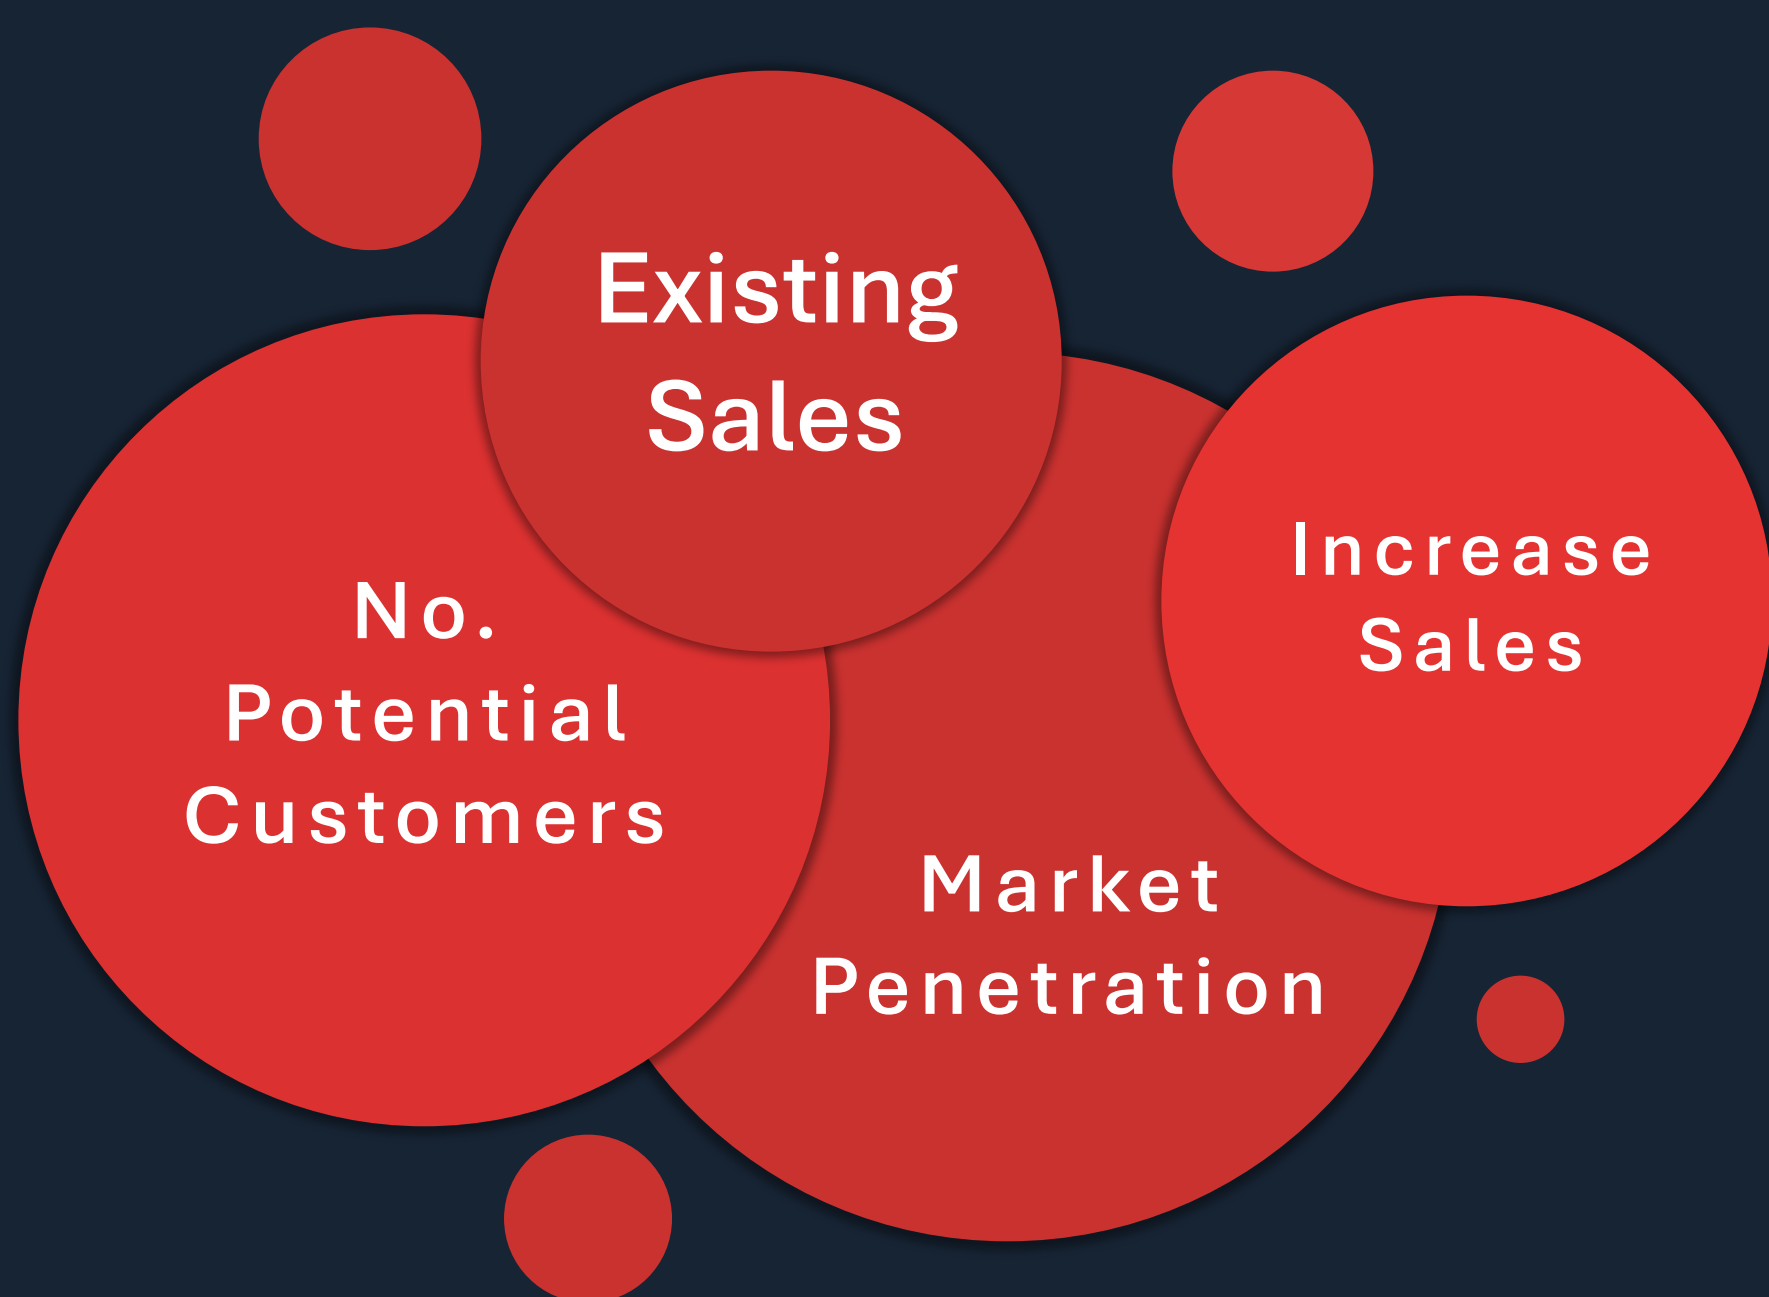 Existing
Sales
No.
Potential
Customers
Market
Penetration
Increase
Sales